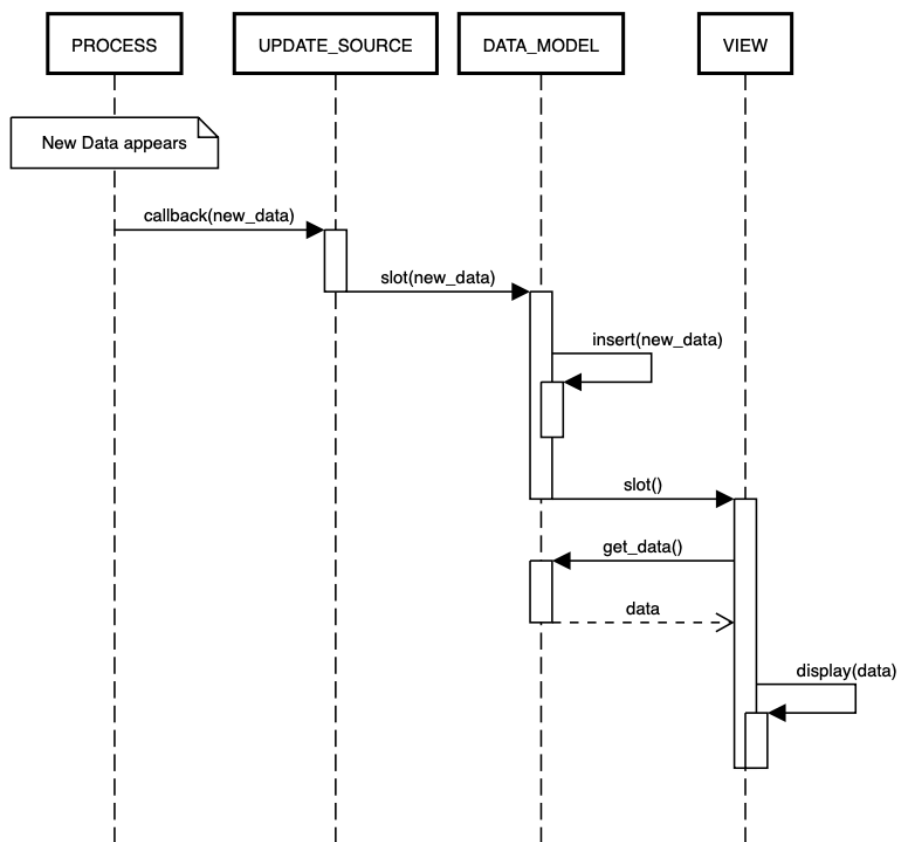 PROCESS
UPDATE_SOURCE
DATA_MODEL
VIEW
New Data appears
callback(new_data)
slot(new_data)
insert(new_data)
slot()
get_data()
data
display(data)